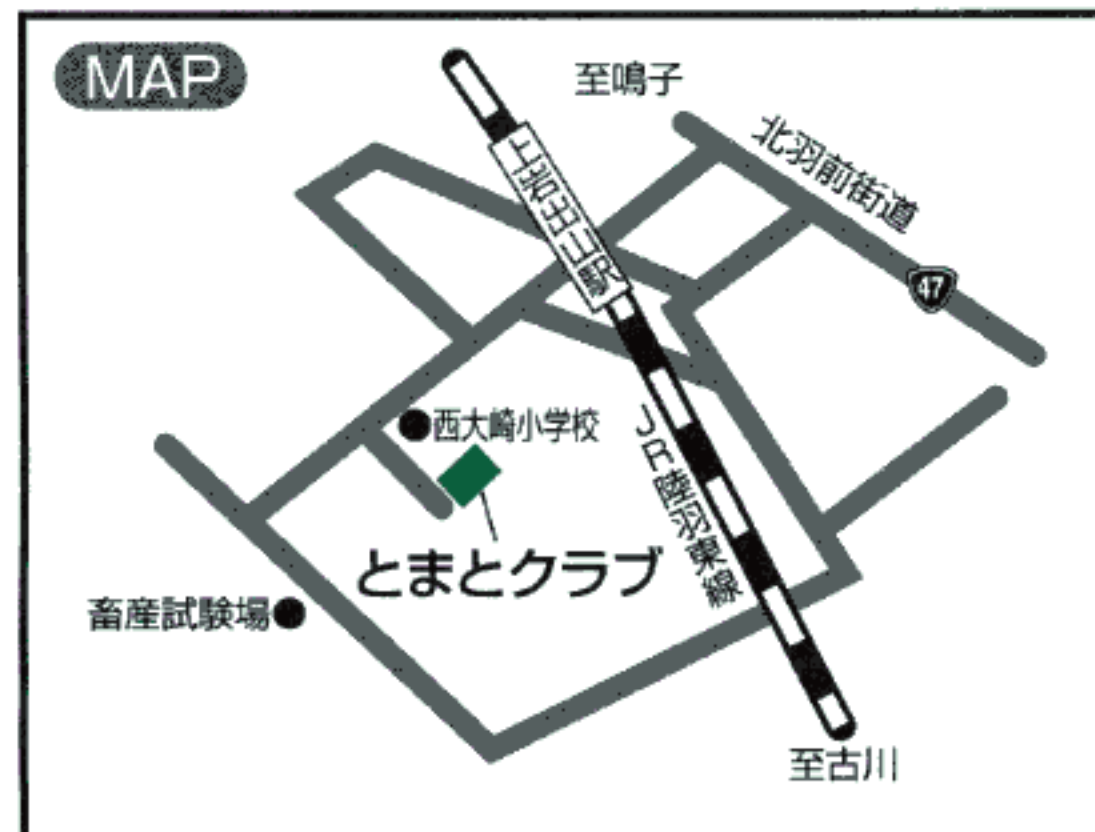 MAP
至鳴子
北羽前街道
47
上岩出山駅
西大崎小学校
JR陸羽東線
とまとクラブ
畜産試験場
至古川